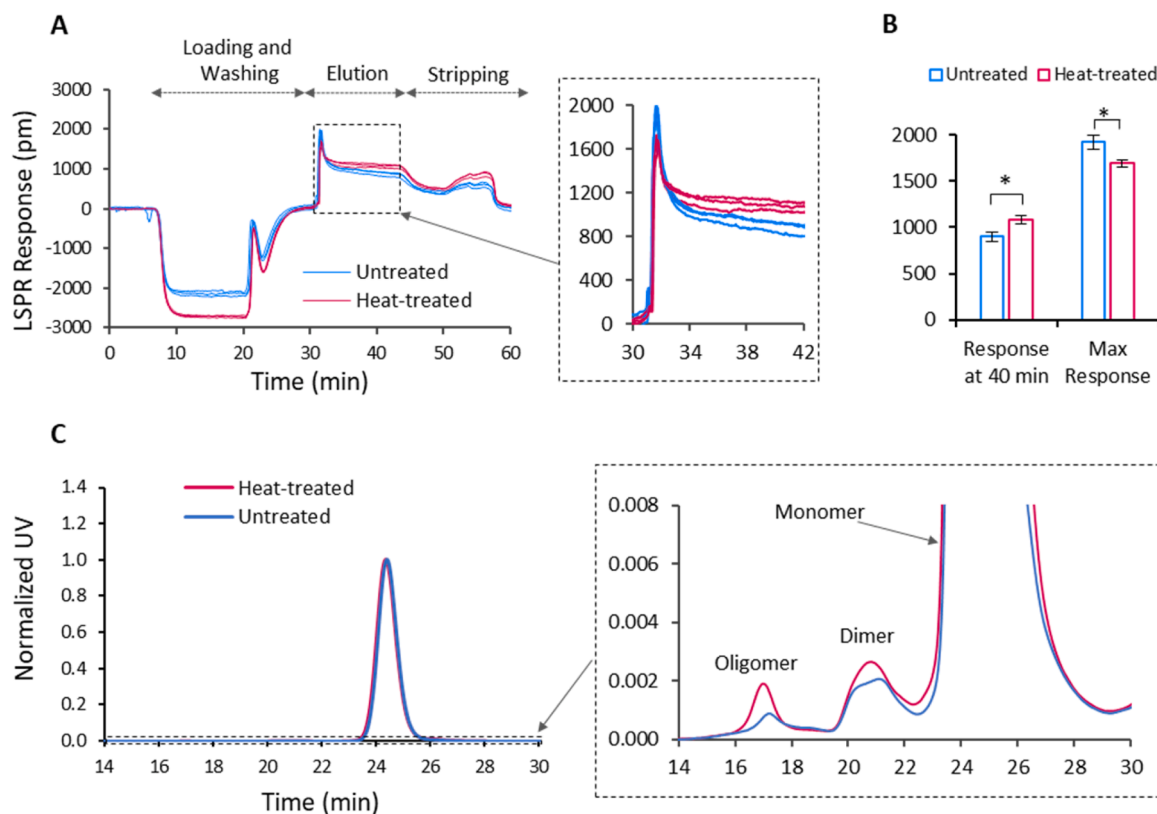 A
Loading and
Washing
Elution
Stripping
LSPR Response (pm)
3000
2000
1000
0
-1000
-2000
-3000
Untreated
Heat-treated
0
10
20
30
40
50
60
Time (min)
2000
1600
1200
800
400
0
30
34
38
42
B
Untreated
Heat-treated
2000
1500
1000
500
0
*
*
Response
at 40 min
Max
Response
C
Normalized UV
1.4
1.2
1.0
0.8
0.6
0.4
0.2
0.0
Heat-treated
Untreated
14
16
18
20
22
24
26
28
30
Time (min)
0.008
0.006
0.004
0.002
0.000
Monomer
Dimer
Oligomer
14
16
18
20
22
24
26
28
30